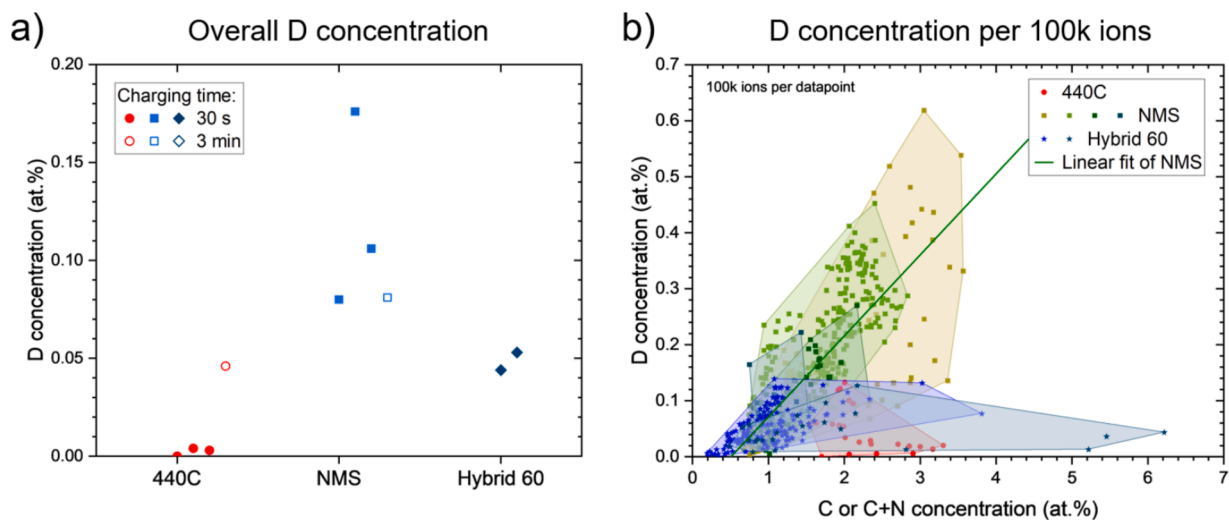 a)
Overall D concentration
D concentration (at.%)
0.20
0.15
0.10
0.05
0.00
Charging time:
30 s
3 min
440C
NMS
Hybrid 60
b)
D concentration per 100k ions
D concentration (at.%)
0.7
0.6
0.5
0.4
0.3
0.2
0.1
0.0
100k ions per datapoint
440C
NMS
Hybrid 60
Linear fit of NMS
0 1 2 3 4 5 6 7
C or C+N concentration (at.%)